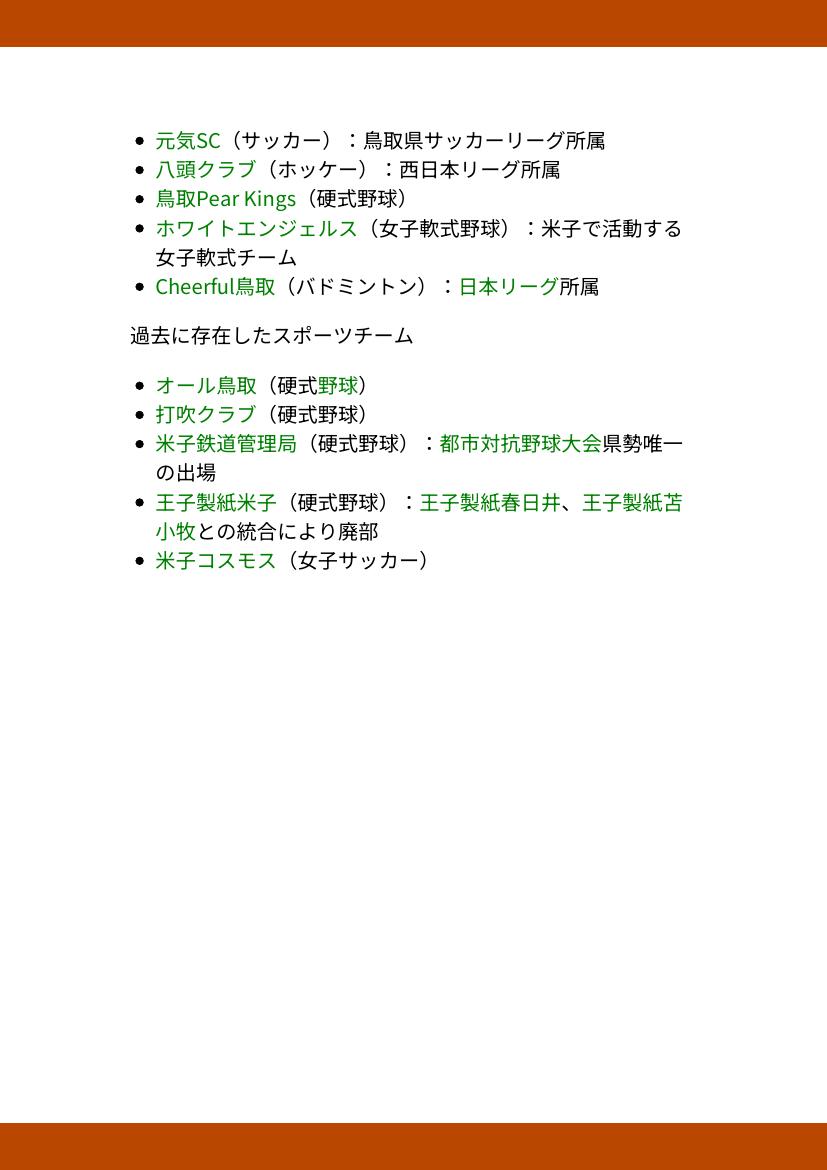 元気SC（サッカー）：鳥取県サッカーリーグ所属
八頭クラブ（ホッケー）：西日本リーグ所属
鳥取Pear Kings（硬式野球）
ホワイトエンジェルス（女子軟式野球）：米子で活動する
女子軟式チーム
Cheerful鳥取（バドミントン）：日本リーグ所属
過去に存在したスポーツチーム
オール鳥取（硬式野球）
打吹クラブ（硬式野球）
米子鉄道管理局（硬式野球）：都市対抗野球大会県勢唯一
の出場
王子製紙米子（硬式野球）：王子製紙春日井、王子製紙苫
小牧との統合により廃部
米子コスモス（女子サッカー）